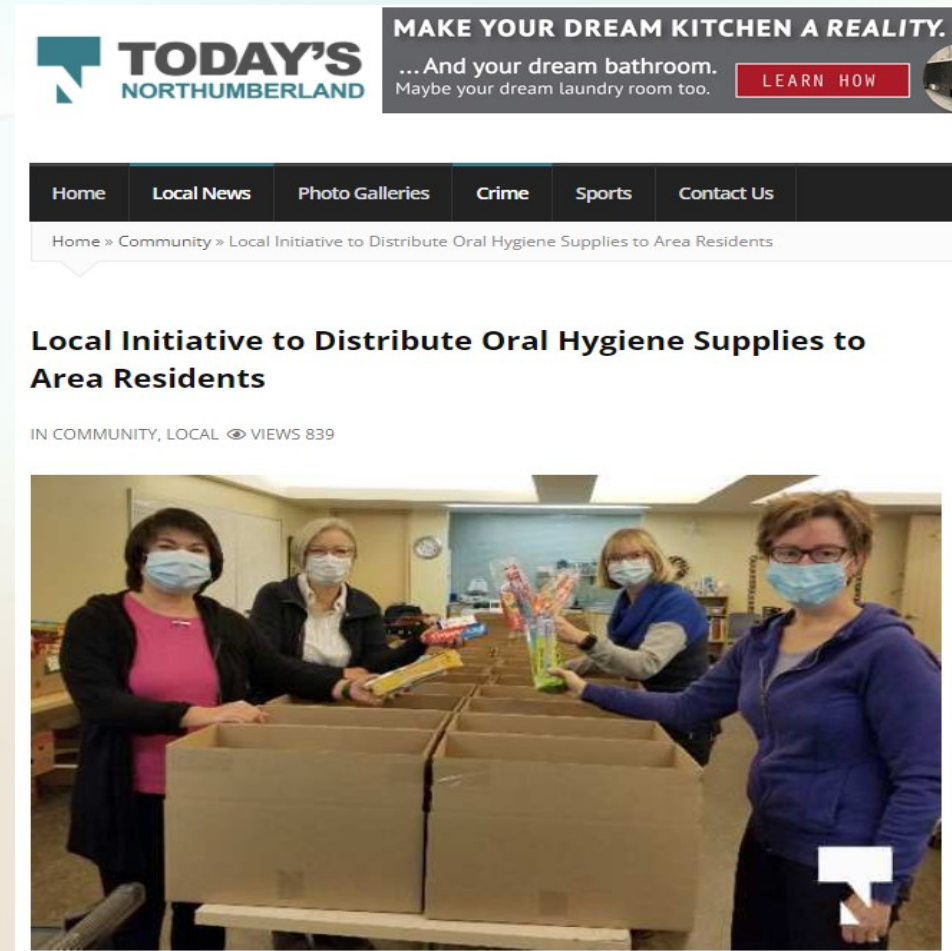 TODAY'S
NORTHUMBERLAND
MAKE YOUR DREAM KITCHEN A REALITY.
...And your dream bathroom.
Maybe your dream laundry room too.
LEARN HOW
Home Local News Photo Galleries Crime Sports Contact Us
Home » Community » Local Initiative to Distribute Oral Hygiene Supplies to Area Residents
Local Initiative to Distribute Oral Hygiene Supplies to
Area Residents
IN COMMUNITY, LOCAL VIEWS 839